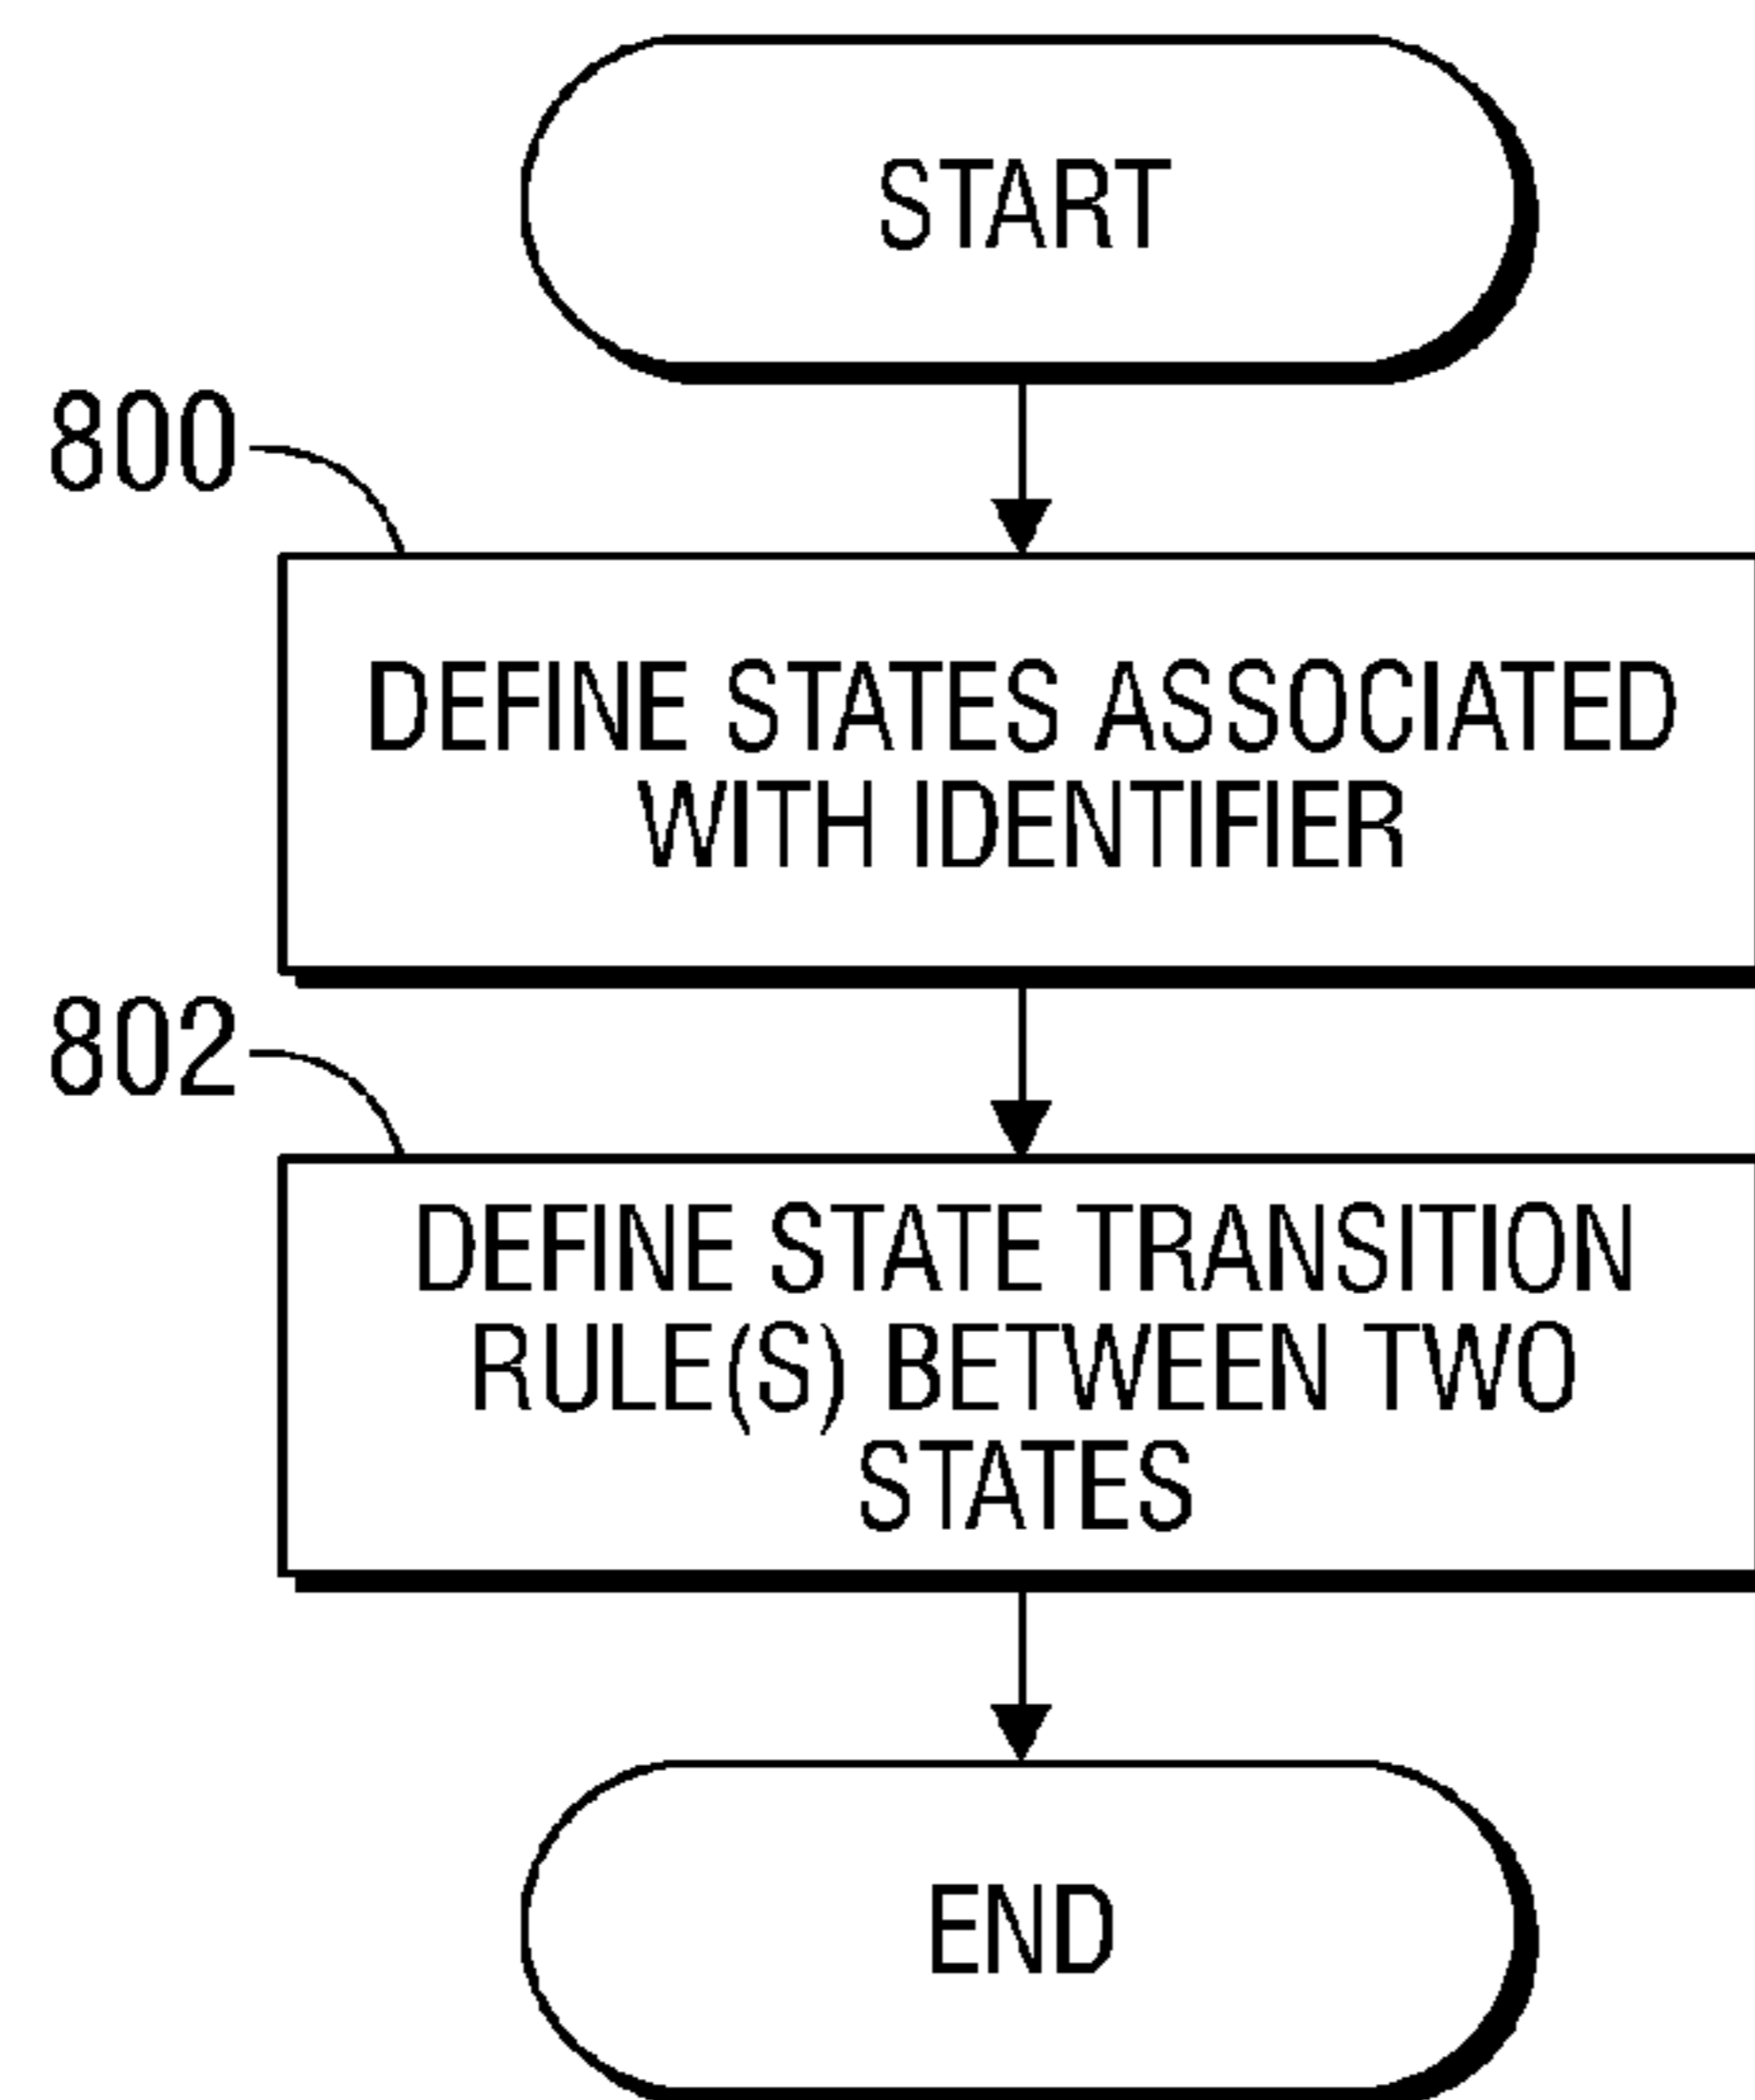 START
800
DEFINE STATES ASSOCIATED
WITH IDENTIFIER
802
DEFINE STATE TRANSITION
RULE(S) BETWEEN TWO
STATES
END